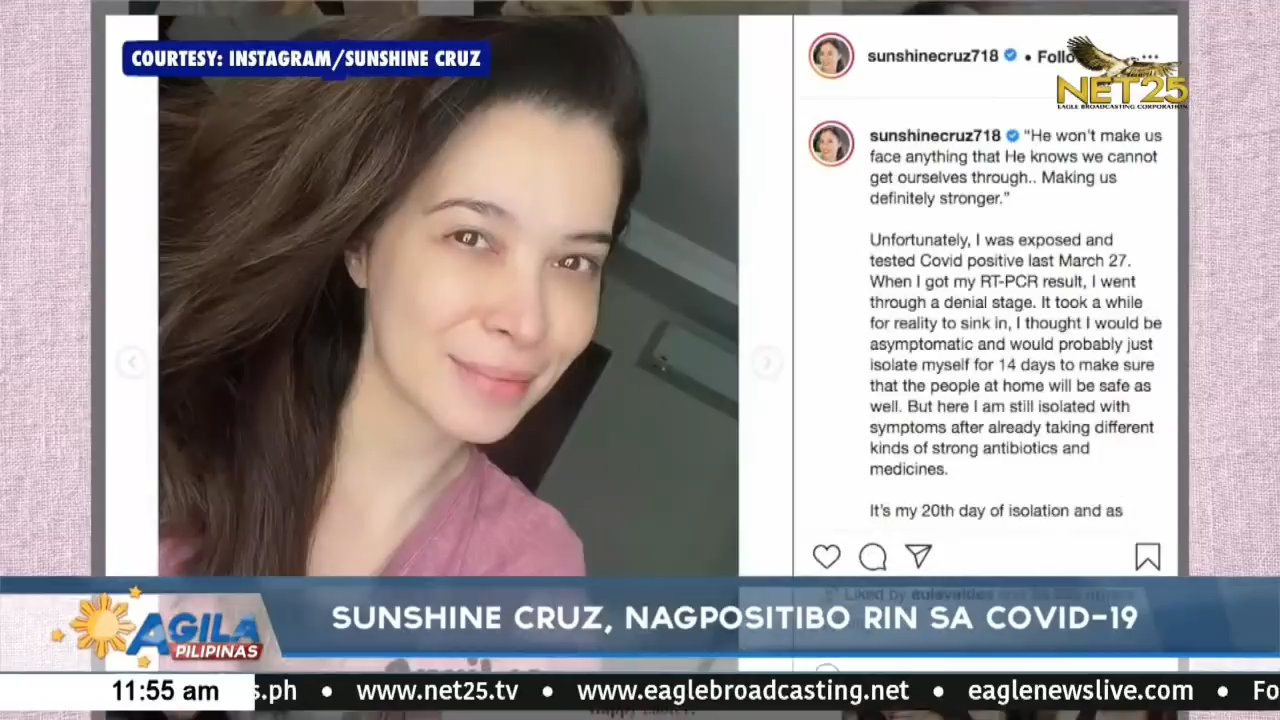 COURTESY: INSTAGRAM/SUNSHINE CRUZ
sunshinecruz718 • Follo
NET25
EAGLE BROADCASTING CORPORATION
sunshinecruz718 "He won't make us
face anything that He knows we cannot
get ourselves through.. Making us
definitely stronger."
Unfortunately, I was exposed and
tested Covid positive last March 27.
When I got my RT-PCR result, I went
through a denial stage. It took a while
for reality to sink in, I thought I would be
asymptomatic and would probably just
isolate myself for 14 days to make sure
that the people at home will be safe as
well. But here I am still isolated with
symptoms after already taking different
kinds of strong antibiotics and
medicines.
It's my 20th day of isolation and as
Liked by
AGILA
PILIPINAS
SUNSHINE CRUZ, NAGPOSITIBO RIN SA COVID-19
11:55 am s.ph • www.net25.tv • www.eaglebroadcasting.net • eaglenewslive.com • Fo